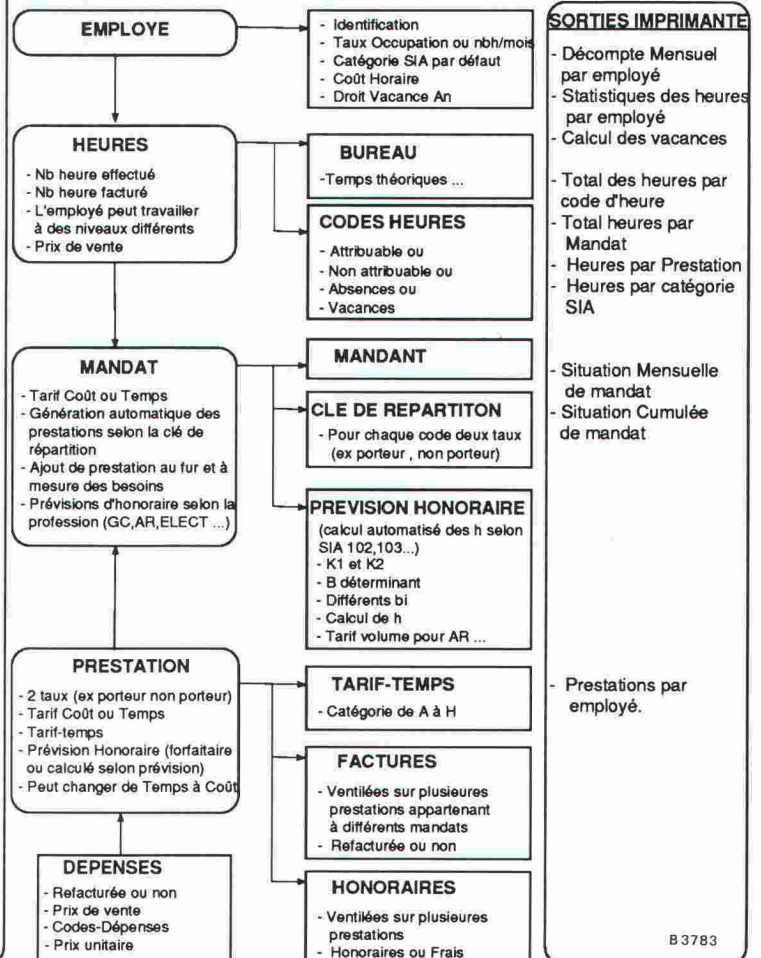 EMPLOYE
- Identification
- Taux Occupation ou nbh/mois
- Catégorie SIA par défaut
- Coût Horaire
- Droit Vacance An
HEURES
- Nb heure effectué
- Nb heure facturé
- L'employé peut travailler
à des niveaux différents
- Prix de vente
BUREAU
-Temps théoriques ...
CODES HEURES
- Attribuable ou
- Non attribuable ou
- Absences ou
- Vacances
MANDAT
- Tarif Coût ou Temps
- Génération automatique des
prestations selon la clé de
répartition
- Ajout de prestation au fur et à
mesure des besoins
- Prévisions d'honoraire selon la
profession (GC,AR,ELECT ...)
MANDANT
CLE DE REPARTITON
- Pour chaque code deux taux
(ex porteur , non porteur)
PREVISION HONORAIRE
(calcul automatisé des h selon
SIA 102,103...)
- K1 et K2
- B déterminant
- Différents bi
- Calcul de h
- Tarif volume pour AR ...
PRESTATION
- 2 taux (ex porteur non porteur)
- Tarif Coût ou Temps
- Tarif-temps
- Prévision Honoraire (forfaitaire
ou calculé selon prévision)
- Peut changer de Temps à Coût
TARIF-TEMPS
- Catégorie de A à H
FACTURES
- Ventilées sur plusieures
prestations appartenant
à différents mandats
- Refacturée ou non
DEPENSES
- Refacturée ou non
- Prix de vente
- Codes-Dépenses
- Prix unitaire
HONORAIRES
- Ventilées sur plusieures
prestations
- Honoraires ou Frais
SORTIES IMPRIMANTE
- Décompte Mensuel
par employé
- Statistiques des heures
par employé
- Calcul des vacances
- Total des heures par
code d'heure
- Total heures par
Mandat
- Heures par Prestation
- Heures par catégorie
SIA
- Situation Mensuelle
de mandat
- Situation Cumulée
de mandat
- Prestations par
employé.
B 3783